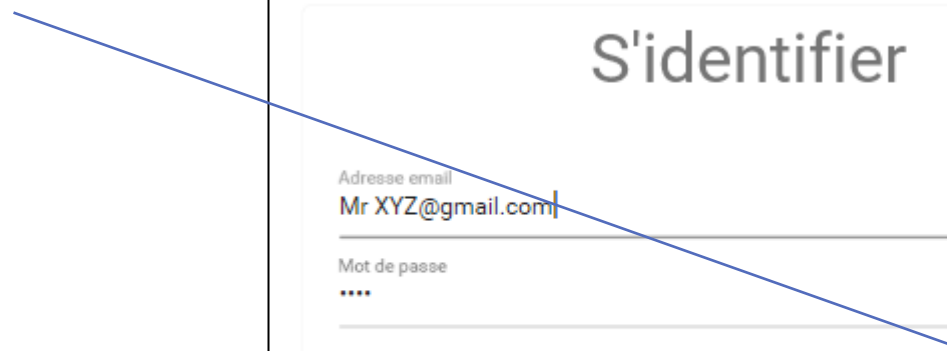 S'identifier
Adresse email
Mr XYZ@gmail.com
Mot de passe
••••